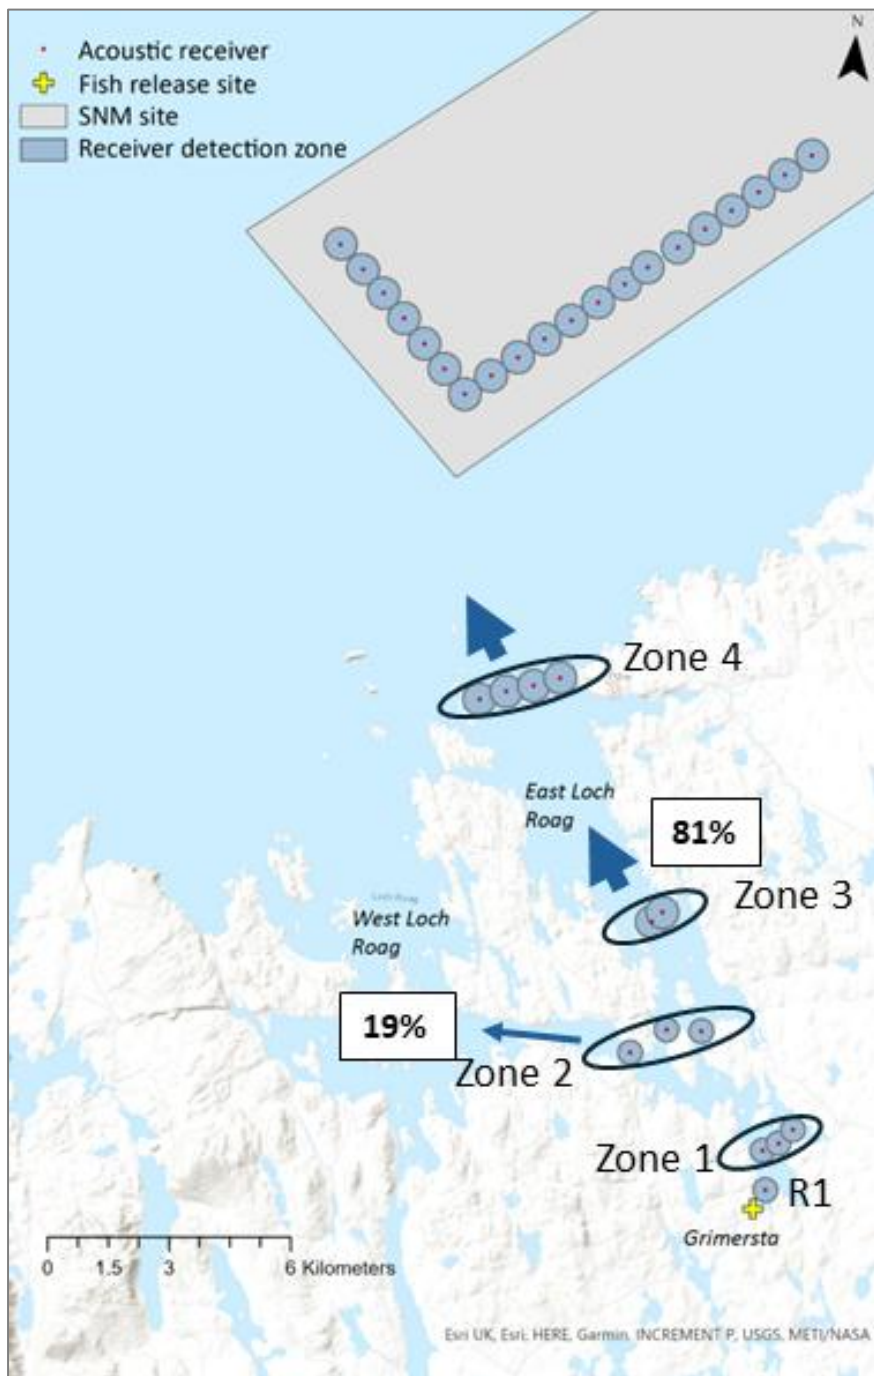 N
Acoustic receiver
Fish release site
SNM site
Receiver detection zone
Zone 4
East Loch
Roag
81%
Zone 3
West Loch
Roag
19%
Zone 2
Zone 1
R1
Grimersta
0 1.5 3 6 Kilometers
Esri UK, Esri, HERE, Garmin, INCREMENT P, USGS, METI/NASA